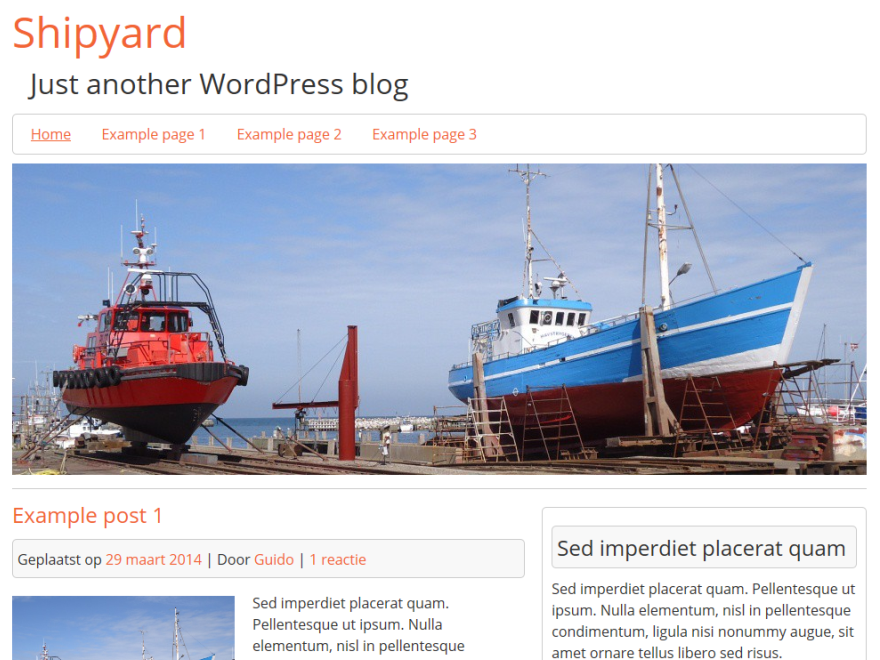 Shipyard
Just another WordPress blog
Home Example page 1 Example page 2 Example page 3
Example post 1
Geplaatst op 29 maart 2014 | Door Guido | 1 reactie
Sed imperdiet placerat quam.
Pellentesque ut ipsum. Nulla
elementum, nisl in pellentesque
Sed imperdiet placerat quam
Sed imperdiet placerat quam. Pellentesque ut
ipsum. Nulla elementum, nisl in pellentesque
condimentum, ligula nisi nonummy augue, sit
amet ornare tellus libero sed risus.